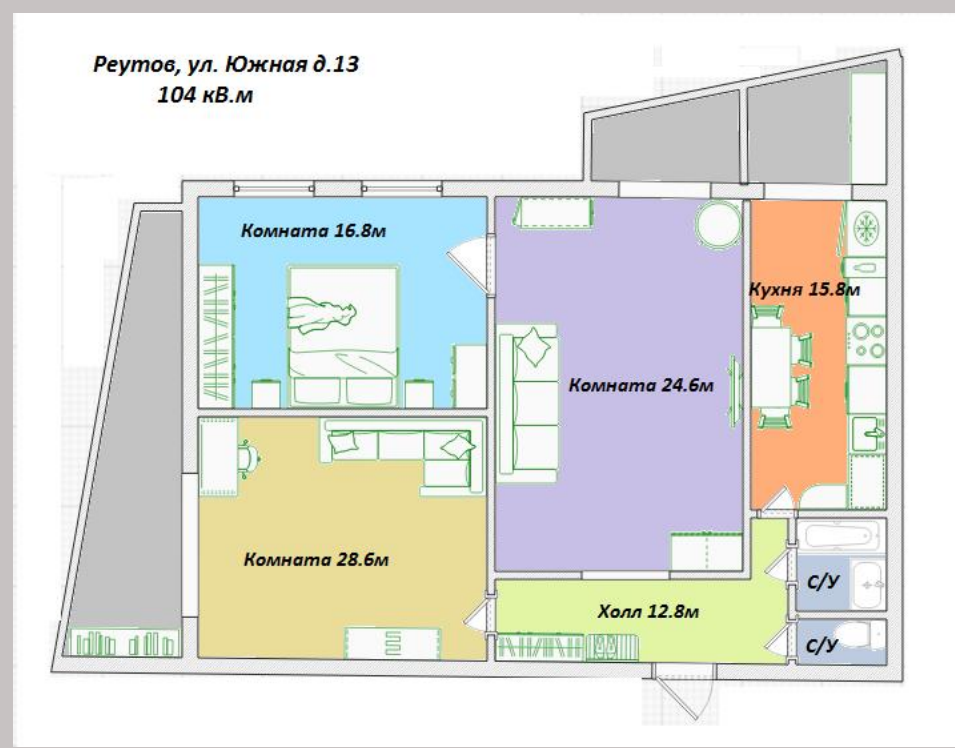 Реутов, ул. Южная д.13
104 кВ.м
Комната 16.8м
Кухня 15.8м
Комната 24.6м
Комната 28.6м
Холл 12.8м
С/У
С/У